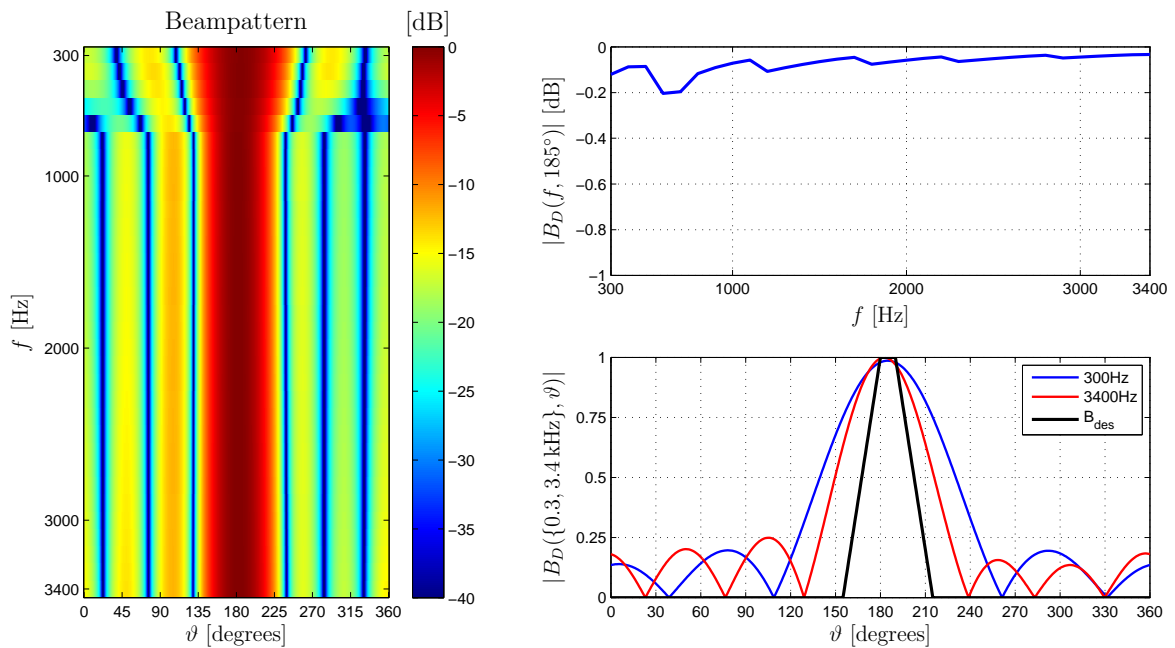 Beampattern
[dB]
300
1000
2000
3000
3400
f [Hz]
0 45 90 135 180 225 270 315 360
ϑ [degrees]
0
−5
−10
−15
−20
−25
−30
−35
−40
|B_D(f, 185°)| [dB]
0
−0.2
−0.4
−0.6
−0.8
−1
300 1000 2000 3000 3400
f [Hz]
|B_D({0.3, 3.4 kHz}, ϑ)|
1
0.75
0.5
0.25
0
0 30 60 90 120 150 180 210 240 270 300 330 360
ϑ [degrees]
300Hz
3400Hz
B_des